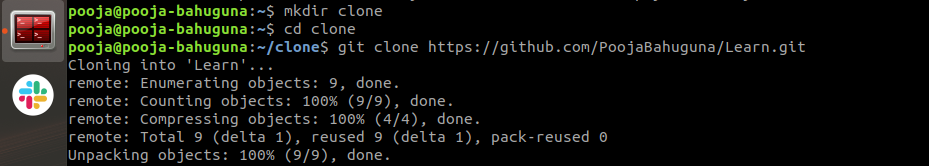 pooja@pooja-bahuguna:~$ mkdir clone
pooja@pooja-bahuguna:~$ cd clone
pooja@pooja-bahuguna:~/clone$ git clone https://github.com/PoojaBahuguna/Learn.git
Cloning into 'Learn'...
remote: Enumerating objects: 9, done.
remote: Counting objects: 100% (9/9), done.
remote: Compressing objects: 100% (4/4), done.
remote: Total 9 (delta 1), reused 9 (delta 1), pack-reused 0
Unpacking objects: 100% (9/9), done.